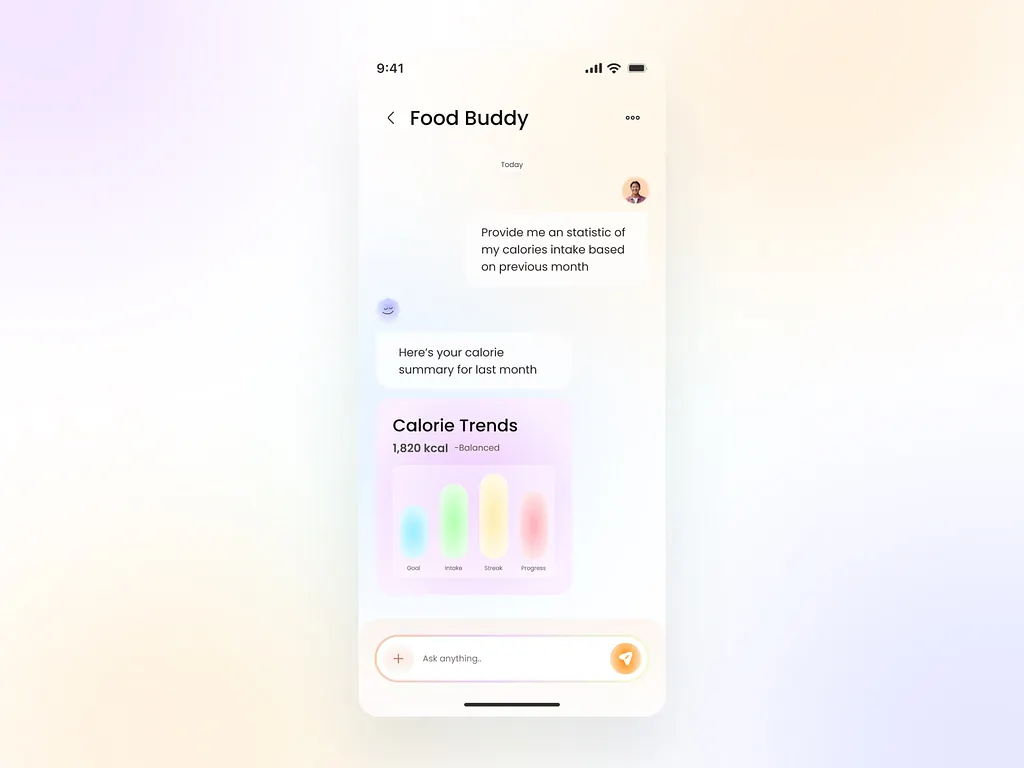 9:41
Food Buddy
Today
Provide me an statistic of
my calories intake based
on previous month
Here's your calorie
summary for last month
Calorie Trends
1,820 kcal -Balanced
Goal Intake Streak Progress
Ask anything..